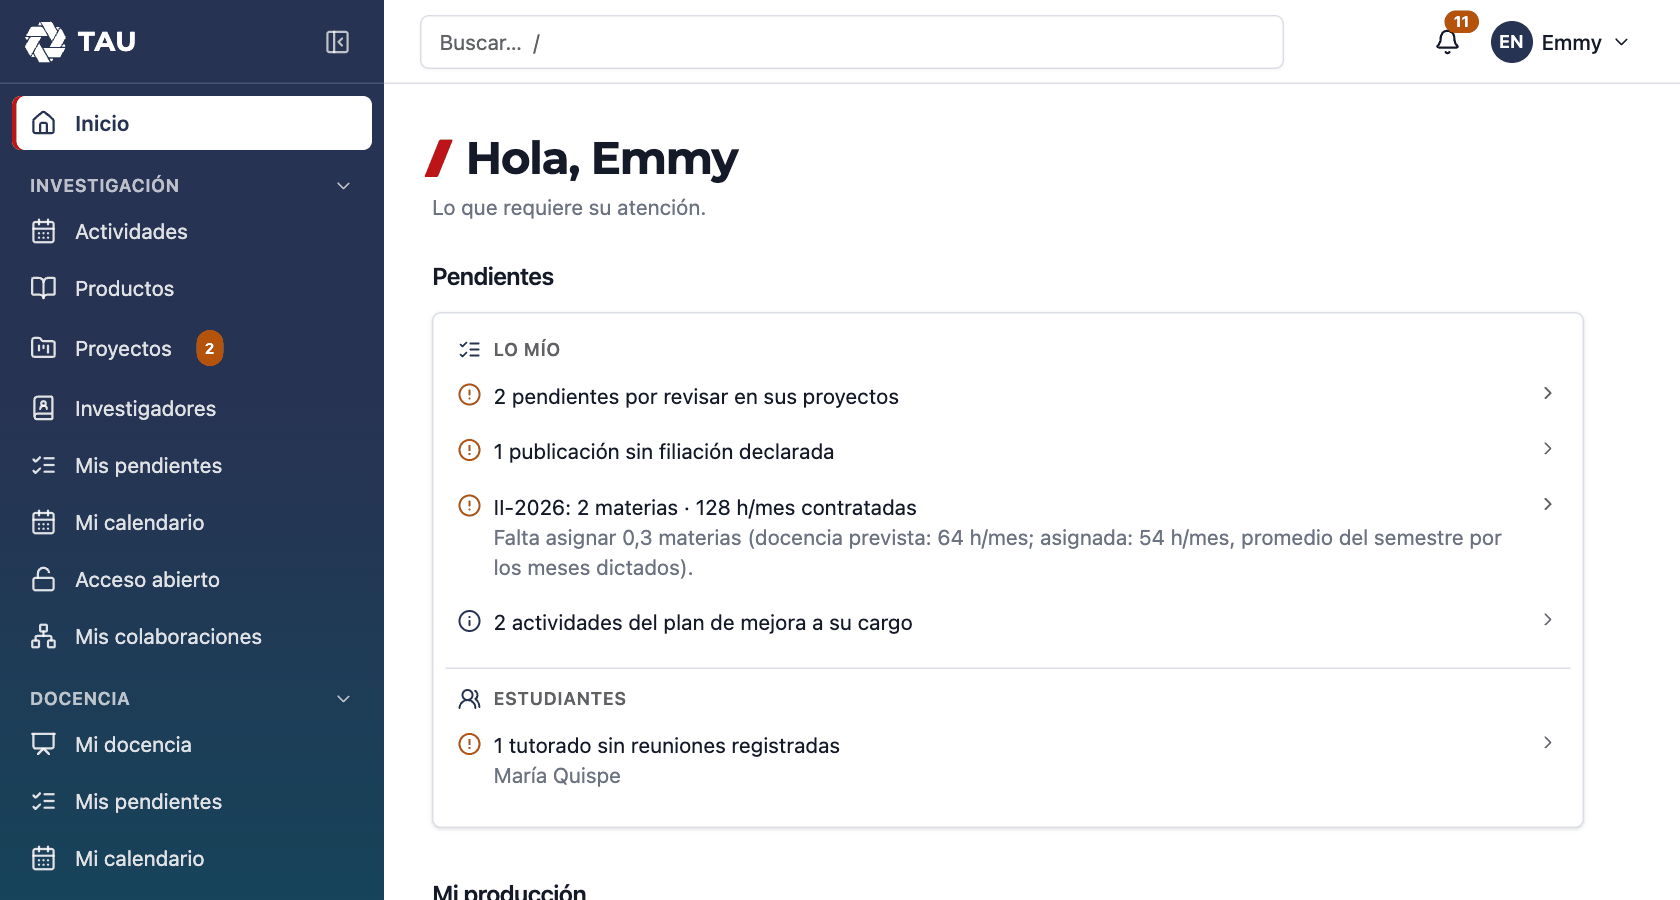 TAU
Buscar... /
11
EN
Emmy
Inicio
INVESTIGACIÓN
Actividades
Productos
Proyectos 2
Investigadores
Mis pendientes
Mi calendario
Acceso abierto
Mis colaboraciones
DOCENCIA
Mi docencia
Mis pendientes
Mi calendario
Hola, Emmy
Lo que requiere su atención.
Pendientes
LO MÍO
2 pendientes por revisar en sus proyectos
1 publicación sin filiación declarada
II-2026: 2 materias · 128 h/mes contratadas
Falta asignar 0,3 materias (docencia prevista: 64 h/mes; asignada: 54 h/mes, promedio del semestre por
los meses dictados).
2 actividades del plan de mejora a su cargo
ESTUDIANTES
1 tutorado sin reuniones registradas
María Quispe
Mi producción